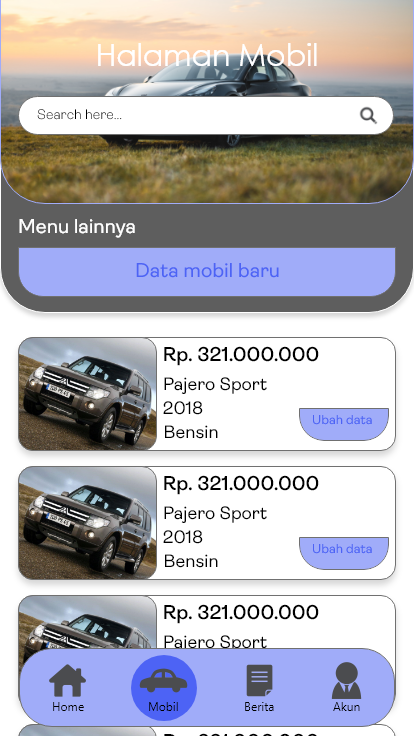 Halaman Mobil
Search here...
Menu lainnya
Data mobil baru
Rp. 321.000.000
Pajero Sport
2018
Bensin
Ubah data
Rp. 321.000.000
Pajero Sport
2018
Bensin
Ubah data
Rp. 321.000.000
Pajero Sport
Home
Mobil
Berita
Akun